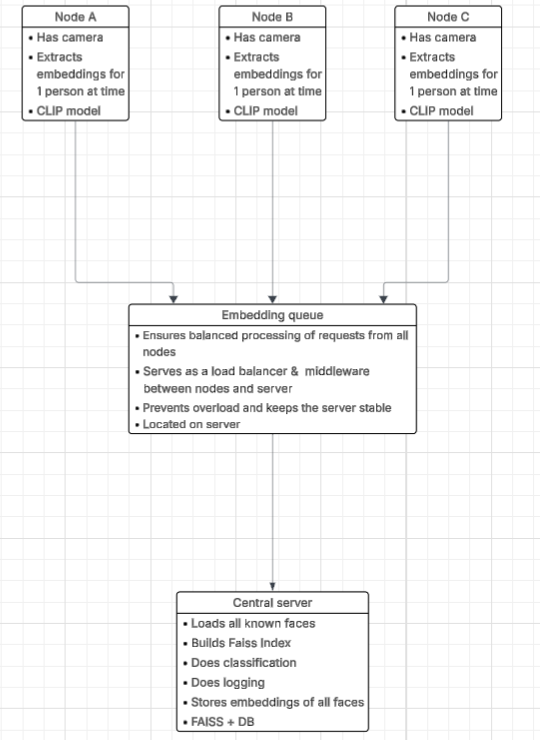 Node A
• Has camera
• Extracts
embeddings for
1 person at time
• CLIP model
Node B
• Has camera
• Extracts
embeddings for
1 person at time
• CLIP model
Node C
• Has camera
• Extracts
embeddings for
1 person at time
• CLIP model
Embedding queue
• Ensures balanced processing of requests from all
nodes
• Serves as a load balancer & middleware
between nodes and server
• Prevents overload and keeps the server stable
• Located on server
Central server
• Loads all known faces
• Builds Faiss Index
• Does classification
• Does logging
• Stores embeddings of all faces
• FAISS + DB